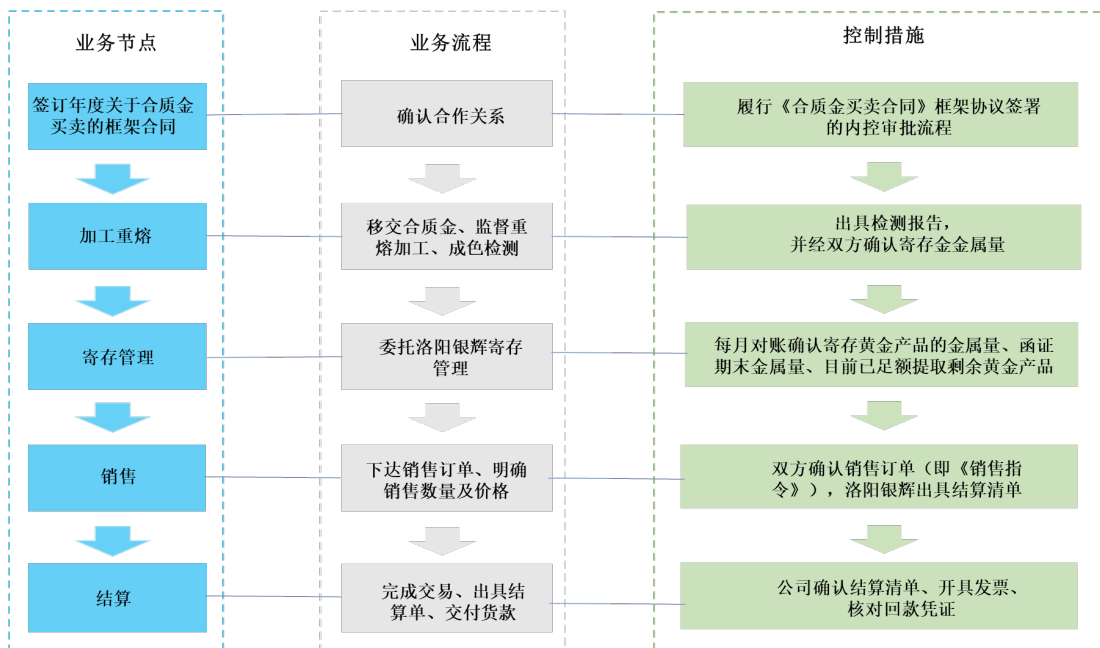 业务节点
业务流程
控制措施
签订年度关于合质金
买卖的框架合同
确认合作关系
履行《合质金买卖合同》框架协议签署
的内控审批流程
加工重熔
移交合质金、监督重
熔加工、成色检测
出具检测报告，
并经双方确认寄存金金属量
寄存管理
委托洛阳银辉寄存
管理
每月对账确认寄存黄金产品的金属量、函证
期末金属量、目前已足额提取剩余黄金产品
销售
下达销售订单、明确
销售数量及价格
双方确认销售订单（即《销售指
令》），洛阳银辉出具结算清单
结算
完成交易、出具结
算单、交付货款
公司确认结算清单、开具发票、
核对回款凭证